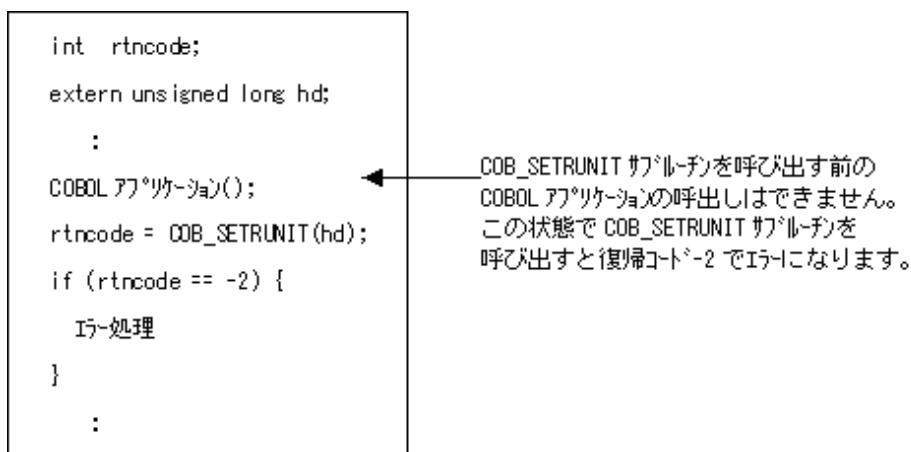 int rtncode;
extern unsigned long hd;
:
COBOL ｱﾌﾟﾘｹｰｼｮﾝ();
rtncode = COB_SETRUNIT(hd);
if (rtncode == -2) {
ｴﾗｰ処理
}
:
COB_SETRUNIT ｻﾌﾞﾙｰﾁﾝを呼び出す前の
COBOL ｱﾌﾟﾘｹｰｼｮﾝの呼出しはできません。
この状態で COB_SETRUNIT ｻﾌﾞﾙｰﾁﾝを
呼び出すと復帰ｺｰﾄﾞ-2 でｴﾗｰになります。